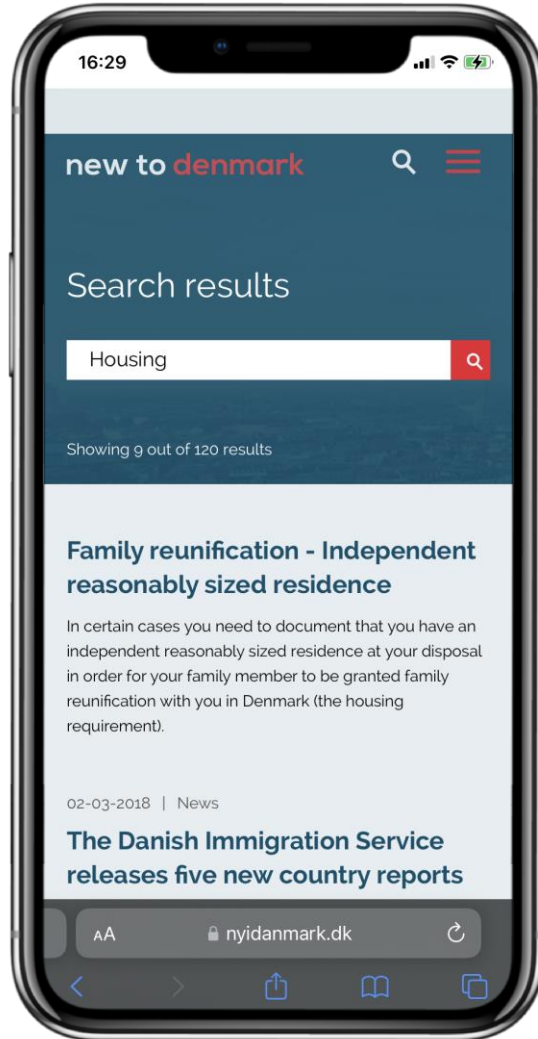 16:29
new to denmark
Search results
Housing
Showing 9 out of 120 results
Family reunification - Independent
reasonably sized residence
In certain cases you need to document that you have an
independent reasonably sized residence at your disposal
in order for your family member to be granted family
reunification with you in Denmark (the housing
requirement).
02-03-2018 | News
The Danish Immigration Service
releases five new country reports
AA nyidanmark.dk